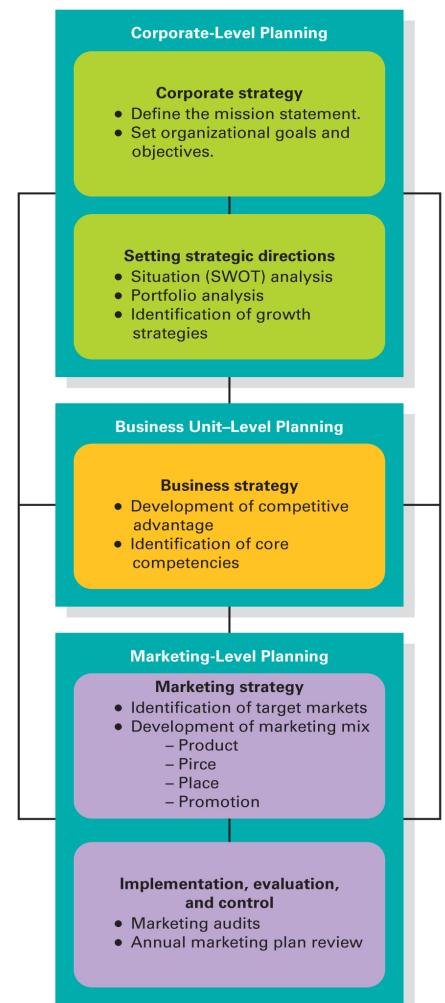 Corporate-Level Planning
Corporate strategy
● Define the mission statement.
● Set organizational goals and
objectives.
Setting strategic directions
● Situation (SWOT) analysis
● Portfolio analysis
● Identification of growth
strategies
Business Unit–Level Planning
Business strategy
● Development of competitive
advantage
● Identification of core
competencies
Marketing-Level Planning
Marketing strategy
● Identification of target markets
● Development of marketing mix
– Product
– Pirce
– Place
– Promotion
Implementation, evaluation,
and control
● Marketing audits
● Annual marketing plan review